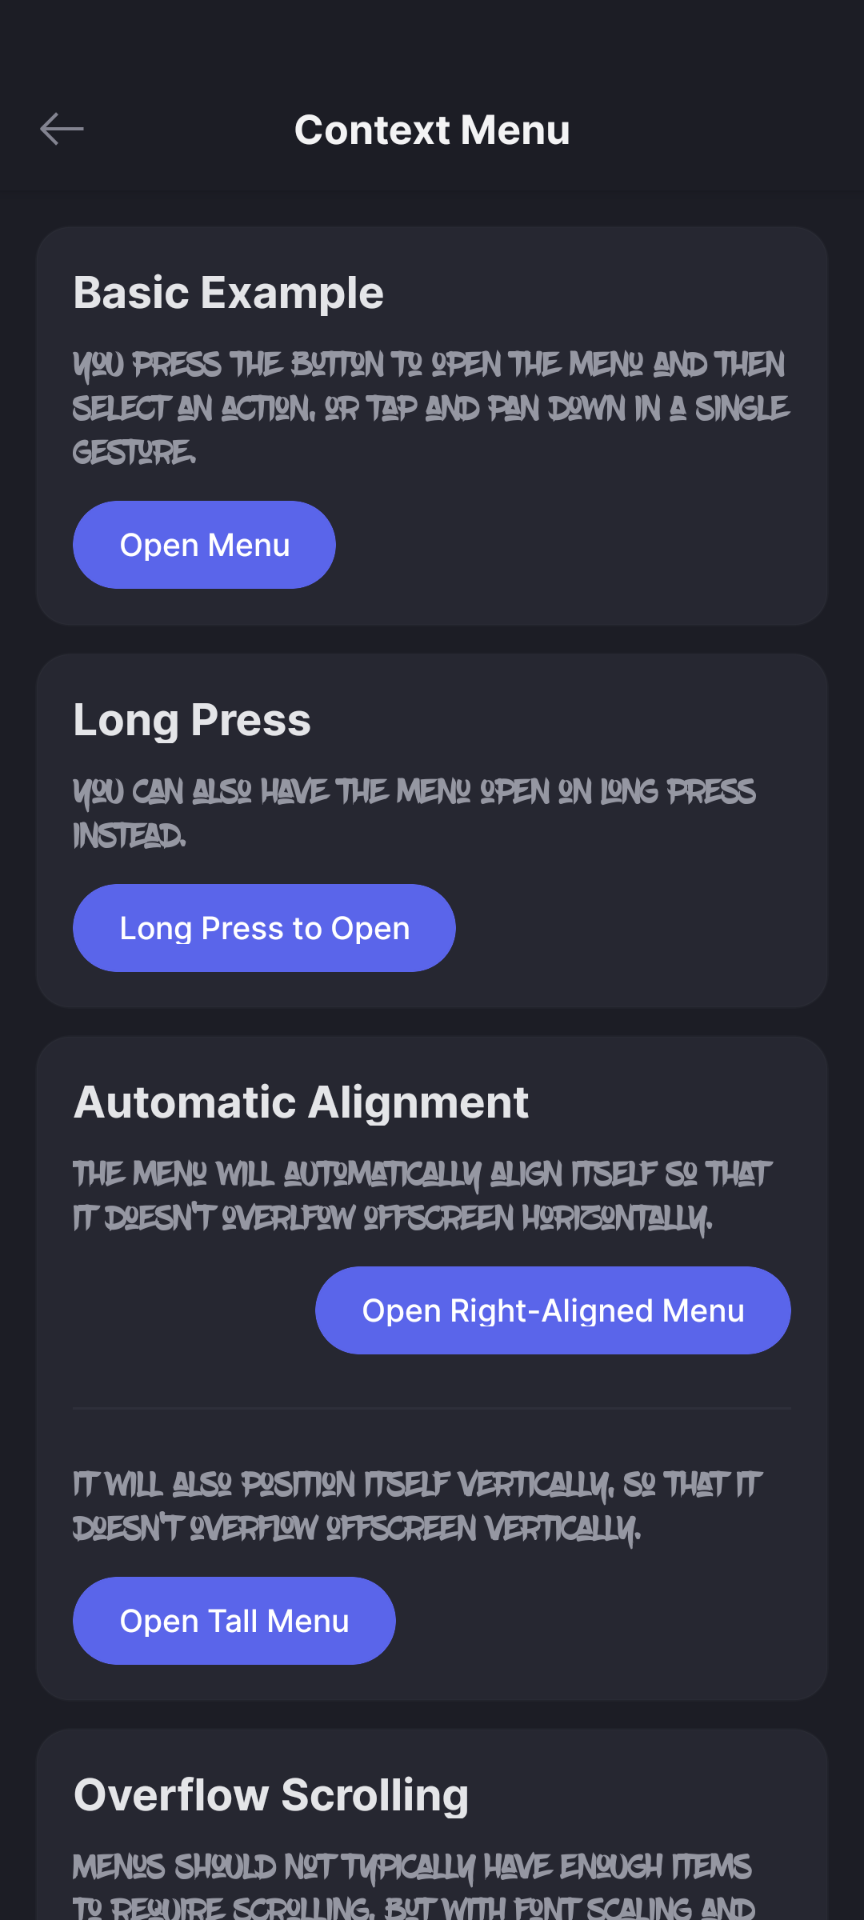 Context Menu
Basic Example
YOU PRESS THE BUTTON TO OPEN THE MENU AND THEN
SELECT AN ACTION, OR TAP AND PAN DOWN IN A SINGLE
GESTURE.
Open Menu
Long Press
YOU CAN ALSO HAVE THE MENU OPEN ON LONG PRESS
INSTEAD.
Long Press to Open
Automatic Alignment
THE MENU WILL AUTOMATICALLY ALIGN ITSELF SO THAT
IT DOESN'T OVERLFOW OFFSCREEN HORIZONTALLY.
Open Right-Aligned Menu
IT WILL ALSO POSITION ITSELF VERTICALLY, SO THAT IT
DOESN'T OVERFLOW OFFSCREEN VERTICALLY.
Open Tall Menu
Overflow Scrolling
MENUS SHOULD NOT TYPICALLY HAVE ENOUGH ITEMS
TO REQUIRE SCROLLING, BUT WITH FONT SCALING AND